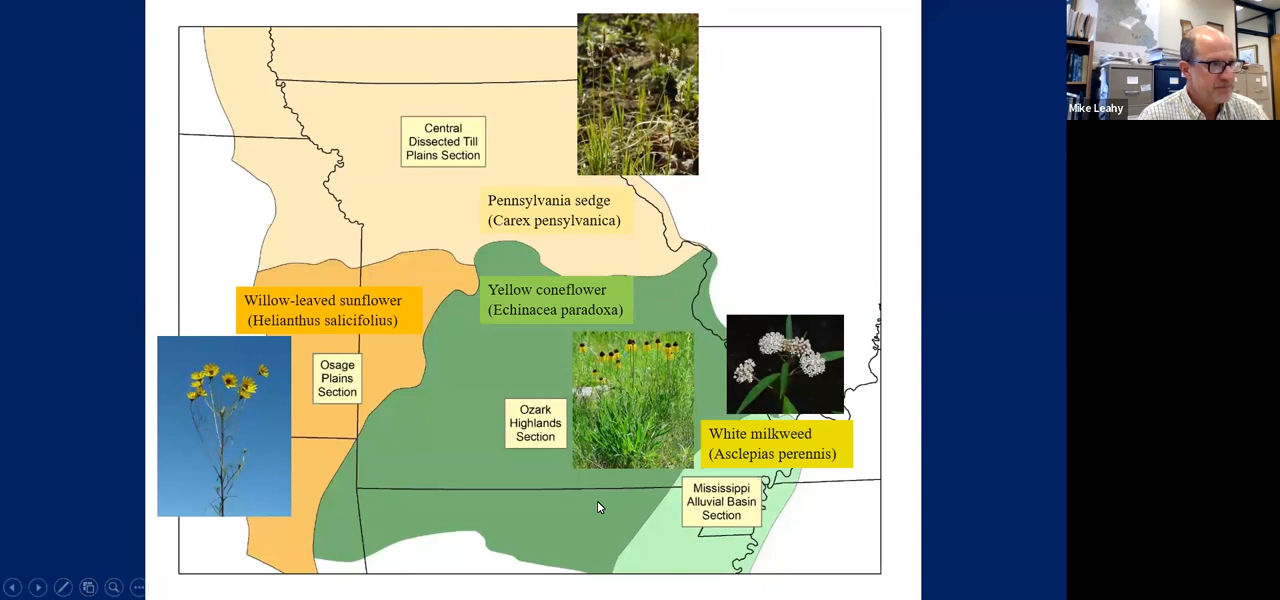 Central
Dissected Till
Plains Section
Pennsylvania sedge
(Carex pensylvanica)
Willow-leaved sunflower
(Helianthus salicifolius)
Yellow coneflower
(Echinacea paradoxa)
Osage
Plains
Section
Ozark
Highlands
Section
White milkweed
(Asclepias perennis)
Mississippi
Alluvial Basin
Section
Mike Leahy